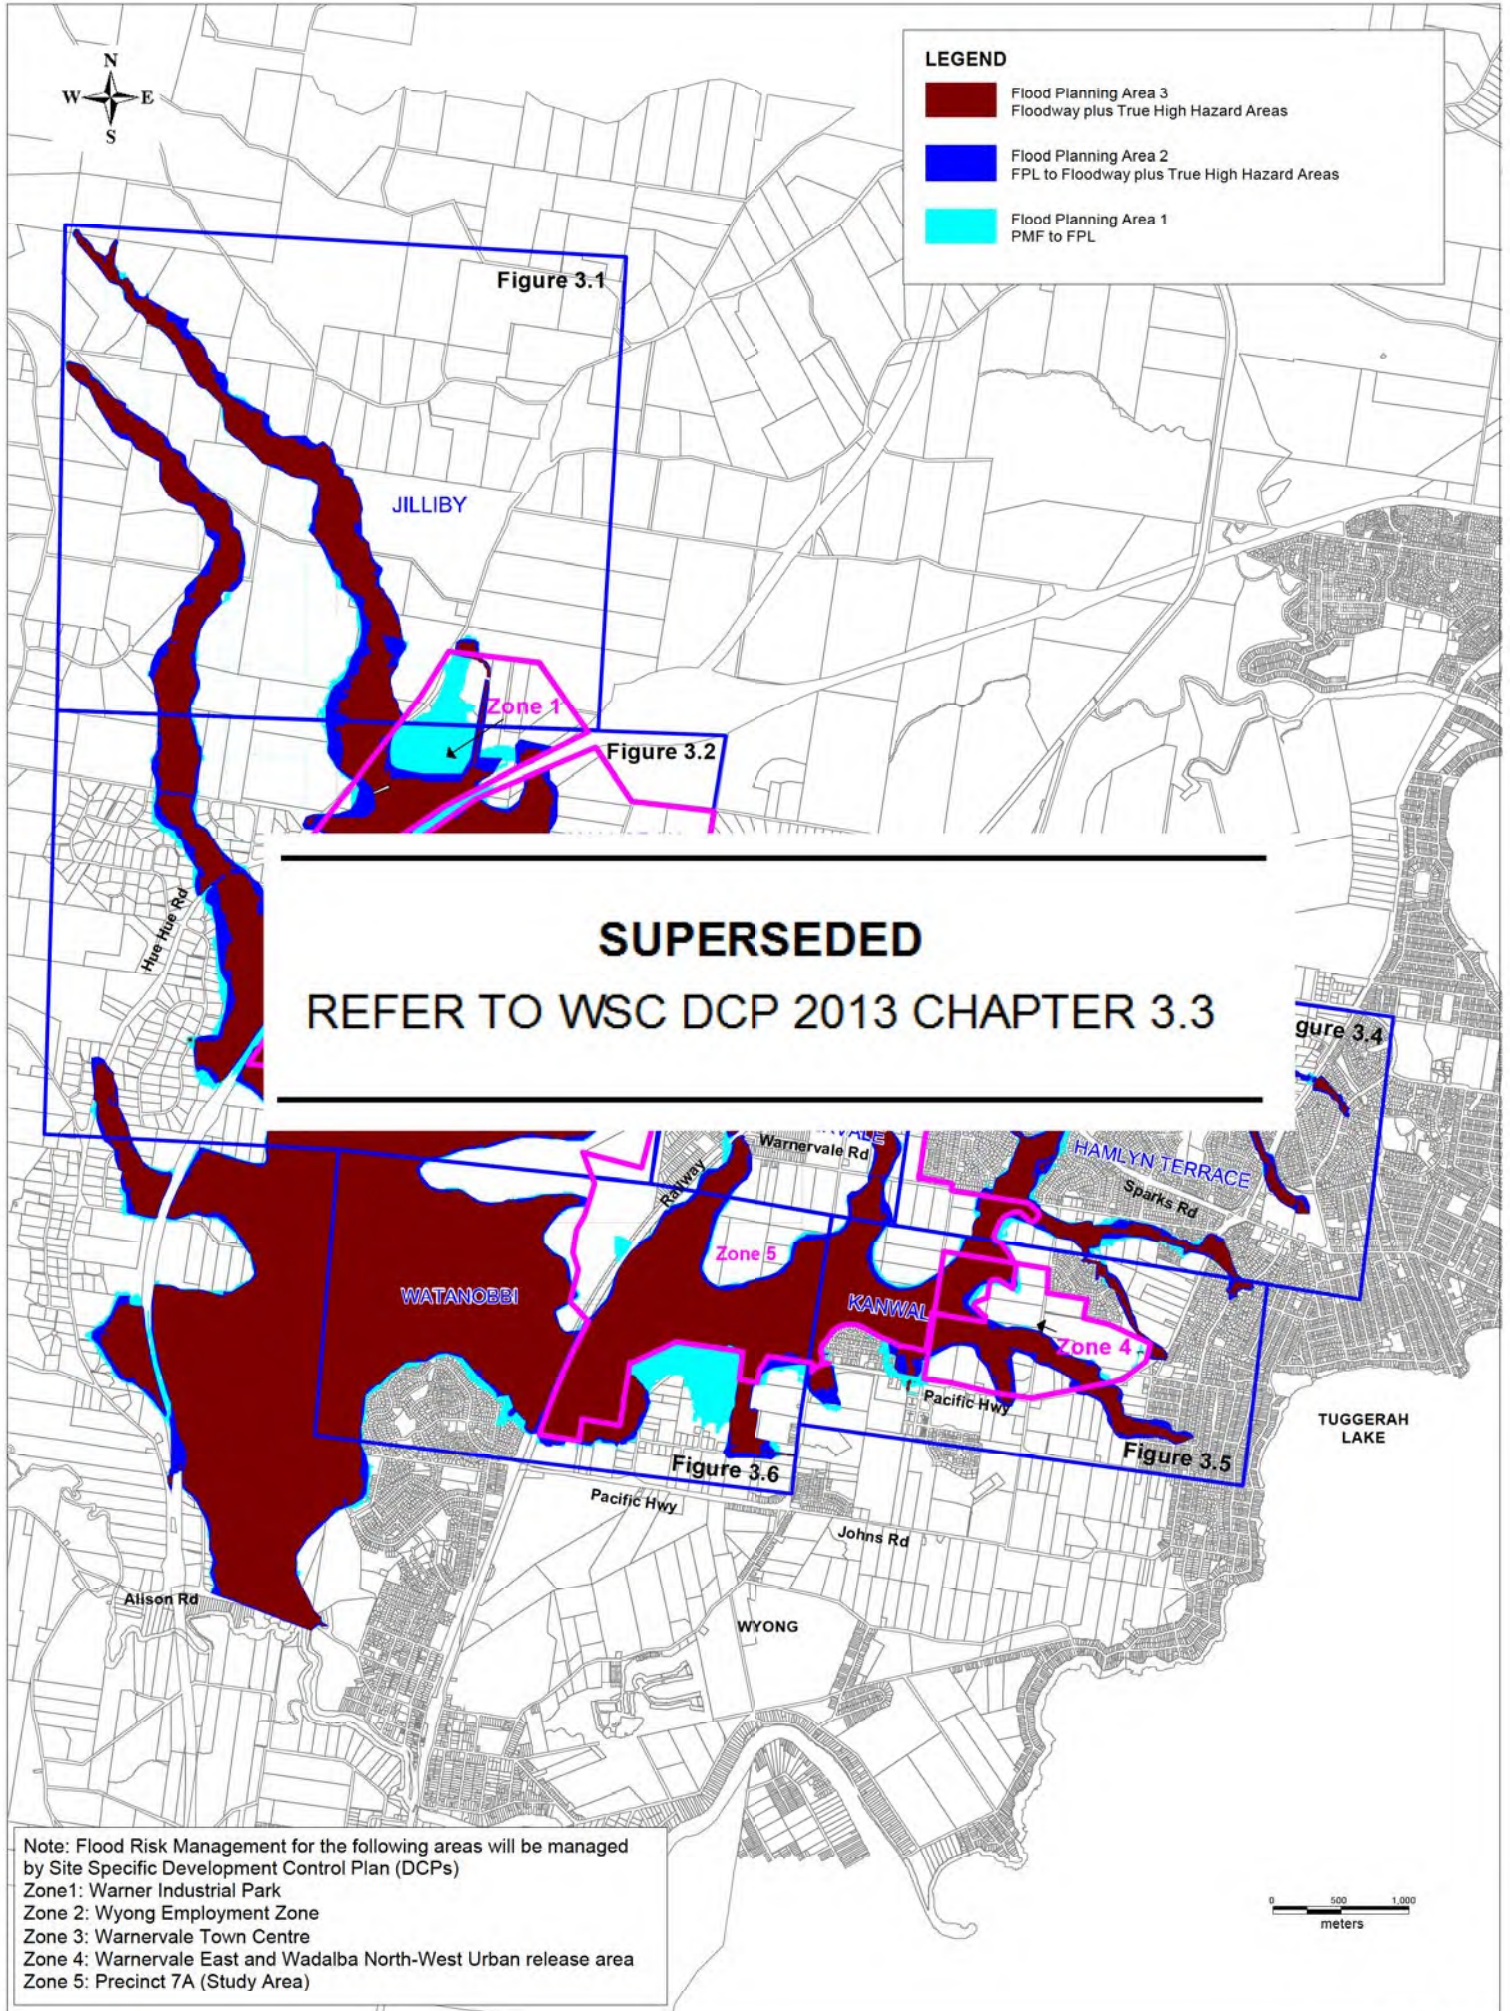 N
W E
S
LEGEND
Flood Planning Area 3
Floodway plus True High Hazard Areas
Flood Planning Area 2
FPL to Floodway plus True High Hazard Areas
Flood Planning Area 1
PMF to FPL
Figure 3.1
JILLIBY
Zone 1
Figure 3.2
Hue Hue Rd
SUPERSEDED
REFER TO WSC DCP 2013 CHAPTER 3.3
gure 3.4
RVALE
Warnervale Rd
HAMLYN TERRACE
Railway
Sparks Rd
Zone 5
WATANOBBI
KANWAL
Zone 4
Pacific Hwy
TUGGERAH
LAKE
Figure 3.5
Figure 3.6
Pacific Hwy
Johns Rd
Alison Rd
WYONG
Note: Flood Risk Management for the following areas will be managed
by Site Specific Development Control Plan (DCPs)
Zone1: Warner Industrial Park
Zone 2: Wyong Employment Zone
Zone 3: Warnervale Town Centre
Zone 4: Warnervale East and Wadalba North-West Urban release area
Zone 5: Precinct 7A (Study Area)
0 500 1,000
meters